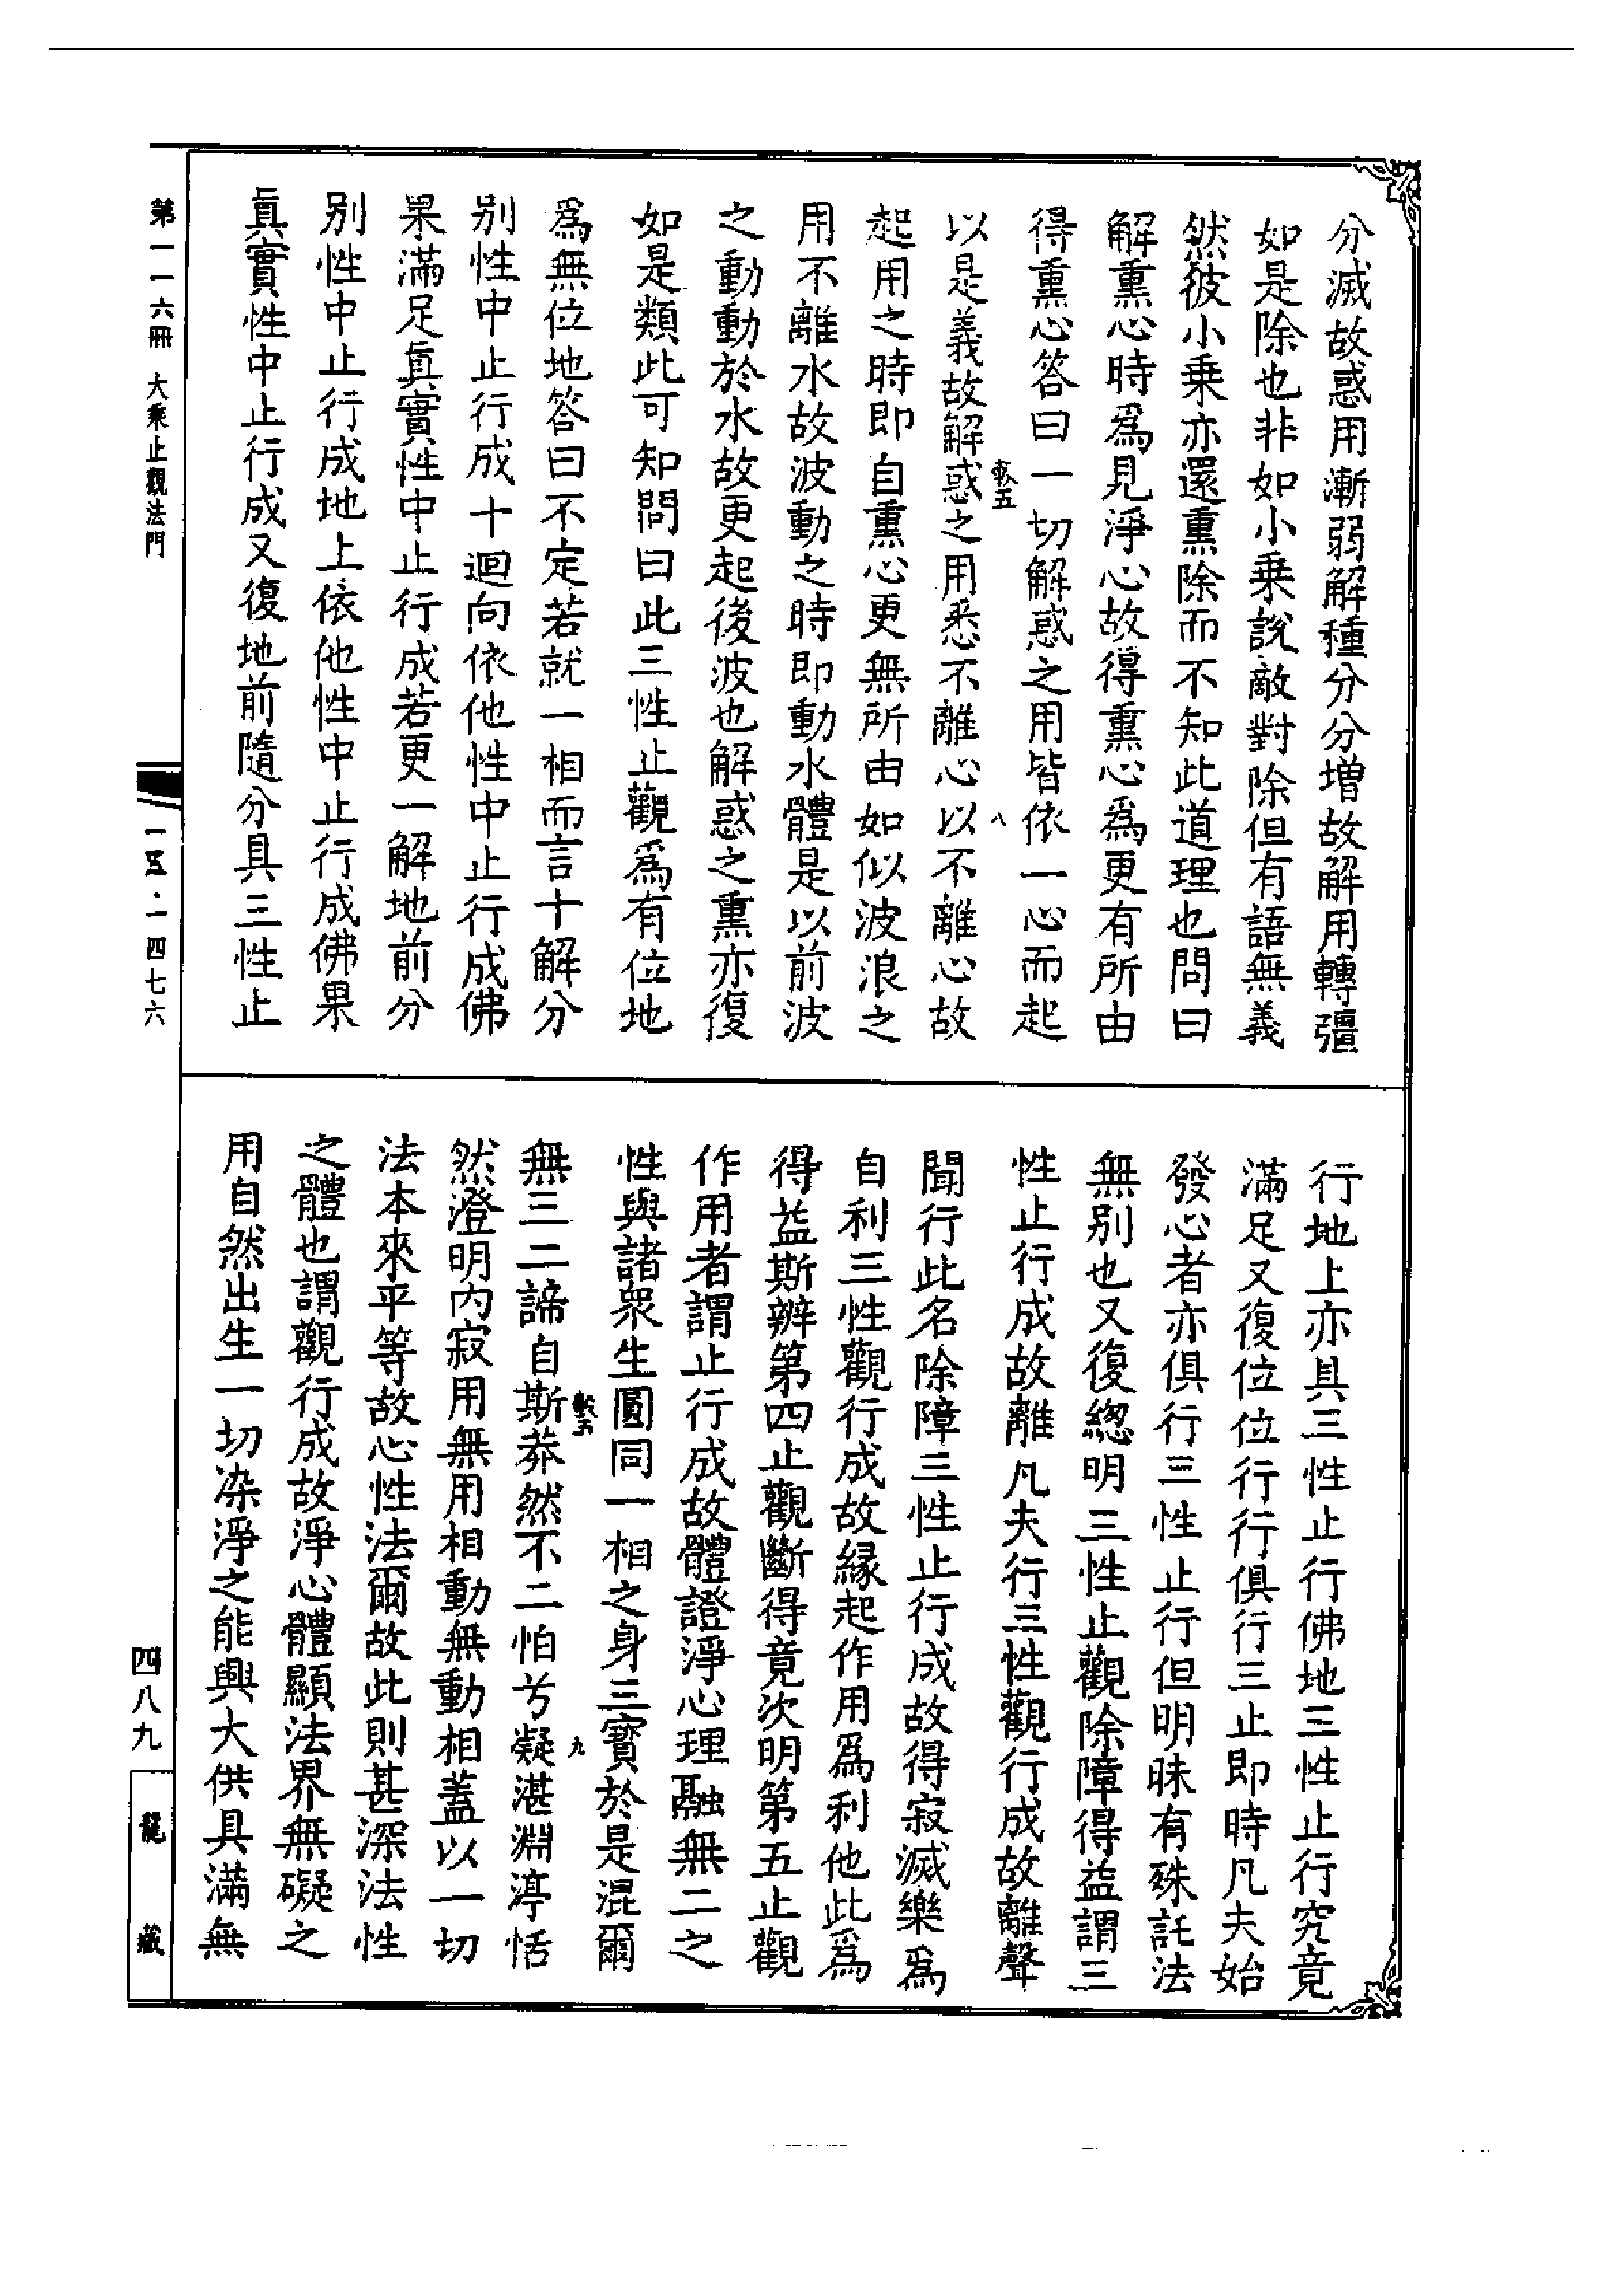 分滅故惑用漸弱解種分分増故解用轉彊
如是除也非如小乗説敵對除但有語無義
然彼小乗亦還熏除而不知此道理也問曰
解熏心時爲見淨心故得熏心爲更有所由
得熏心答曰一切解惑之用皆依一心而起
八
以是義故解惑之用悉不離心以不離心故
起用之時即自熏心更無所由如似波浪之
用不離水故波動之時即動水體是以前波
之動動於水故更起後波也解惑之熏亦復
如是類此可知問曰此三性止觀爲有位地
爲無位地答曰不定若就一相而言十解分
別性中止行成十迴向依他性中止行成佛
果滿足眞實性中止行成若更一解地前分
別性中止行成地上依他性中止行成佛果
眞實性中止行成又復地前隨分具三性止
行地上亦具三性止行佛地三性止行究竟
滿足又復位位行行俱行三止即時凡夫始
發心者亦俱行三性止行但明昧有殊託法
無別也又復緫明三性止觀除障得益謂三
性止行成故離凡夫行三性觀行成故離聲
聞行此名除障三性止行成故得寂滅樂爲
自利三性觀行成故縁起作用爲利他此爲
得益斯辨第四止觀斷得竟次明第五止觀
作用者謂止行成故體證淨心理融無二之
性與諸衆生圓同一相之身三寳於是混爾
九
無三二諦自斯莽然不二怕兮凝湛淵渟恬
然澄明内寂用無用相動無動相蓋以一切
法本來平等故心性法爾故此則甚深法性
之體也謂觀行成故淨心體顯法界無礙之
用自然出生一切染淨之能興大供具滿無
第一一六冊 大乘止觀法門
一一五·一四七六
四八九
龍藏